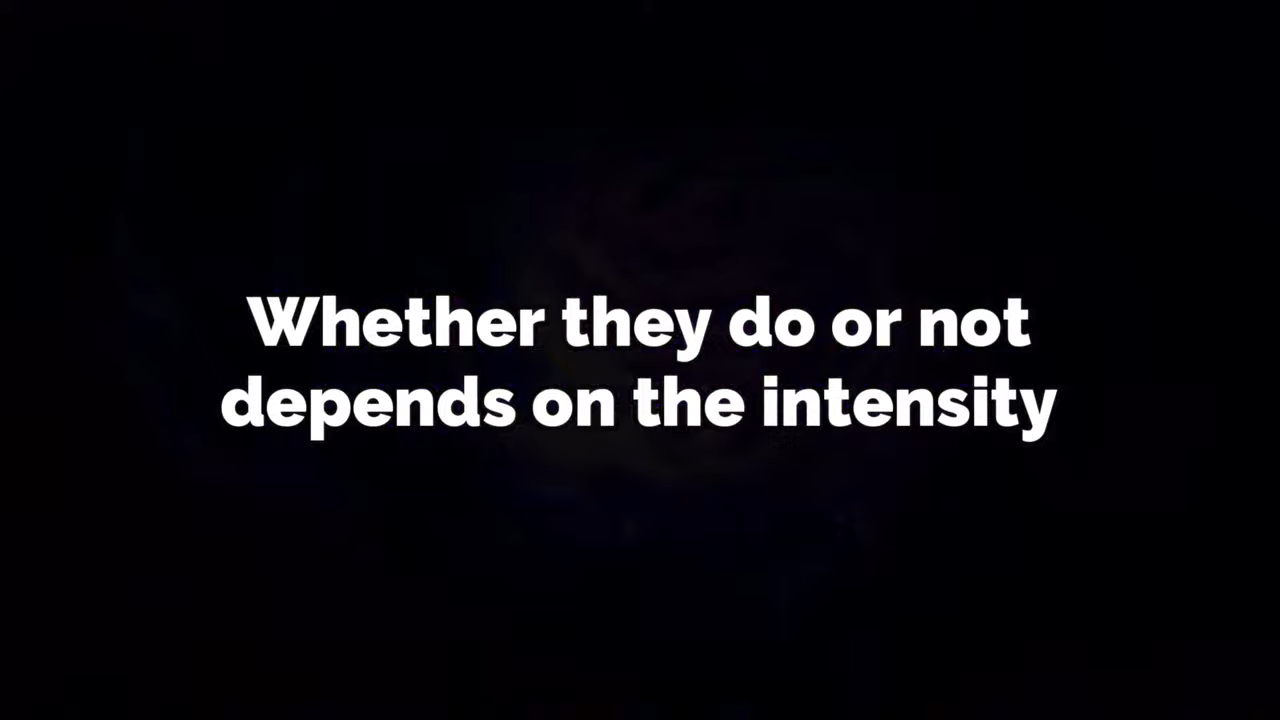 Whether they do or not
depends on the intensity